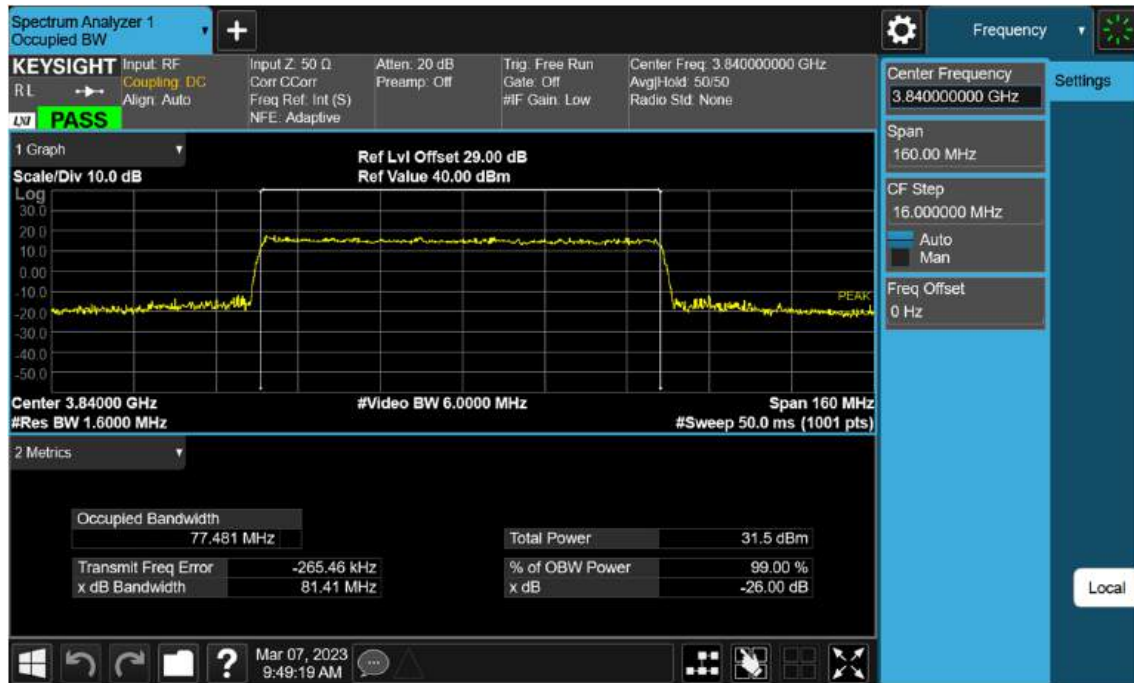 Spectrum Analyzer 1
Occupied BW
+
Frequency
KEYSIGHT
R L
LXI
PASS
Input: RF
Coupling: DC
Align: Auto
Input Z: 50 Ω
Corr CCorr
Freq Ref: Int (S)
NFE: Adaptive
Atten: 20 dB
Preamp: Off
Trig: Free Run
Gate: Off
#IF Gain: Low
Center Freq: 3.840000000 GHz
Avg|Hold: 50/50
Radio Std: None
1 Graph
Scale/Div 10.0 dB
Ref Lvl Offset 29.00 dB
Ref Value 40.00 dBm
Log
30.0
20.0
10.0
0.00
-10.0
-20.0
-30.0
-40.0
-50.0
PEAK
Center 3.84000 GHz
#Video BW 6.0000 MHz
Span 160 MHz
#Res BW 1.6000 MHz
#Sweep 50.0 ms (1001 pts)
2 Metrics
Occupied Bandwidth
77.481 MHz
Total Power 31.5 dBm
Transmit Freq Error -265.46 kHz
% of OBW Power 99.00 %
x dB Bandwidth 81.41 MHz
x dB -26.00 dB
?
Mar 07, 2023
9:49:19 AM
Center Frequency
3.840000000 GHz
Settings
Span
160.00 MHz
CF Step
16.000000 MHz
Auto
Man
Freq Offset
0 Hz
Local